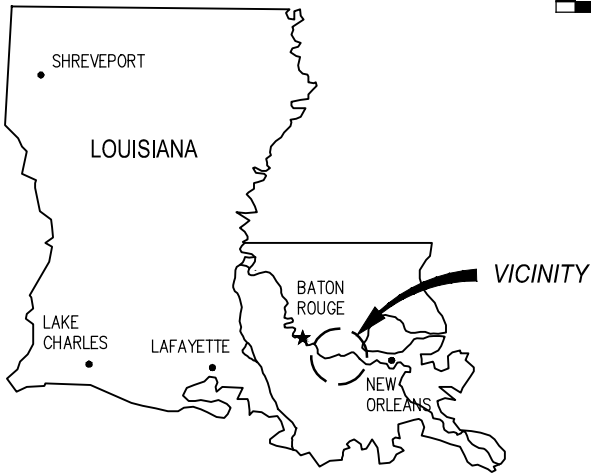 SHREVEPORT
LOUISIANA
VICINITY
BATON
ROUGE
LAKE
CHARLES
LAFAYETTE
NEW
ORLEANS